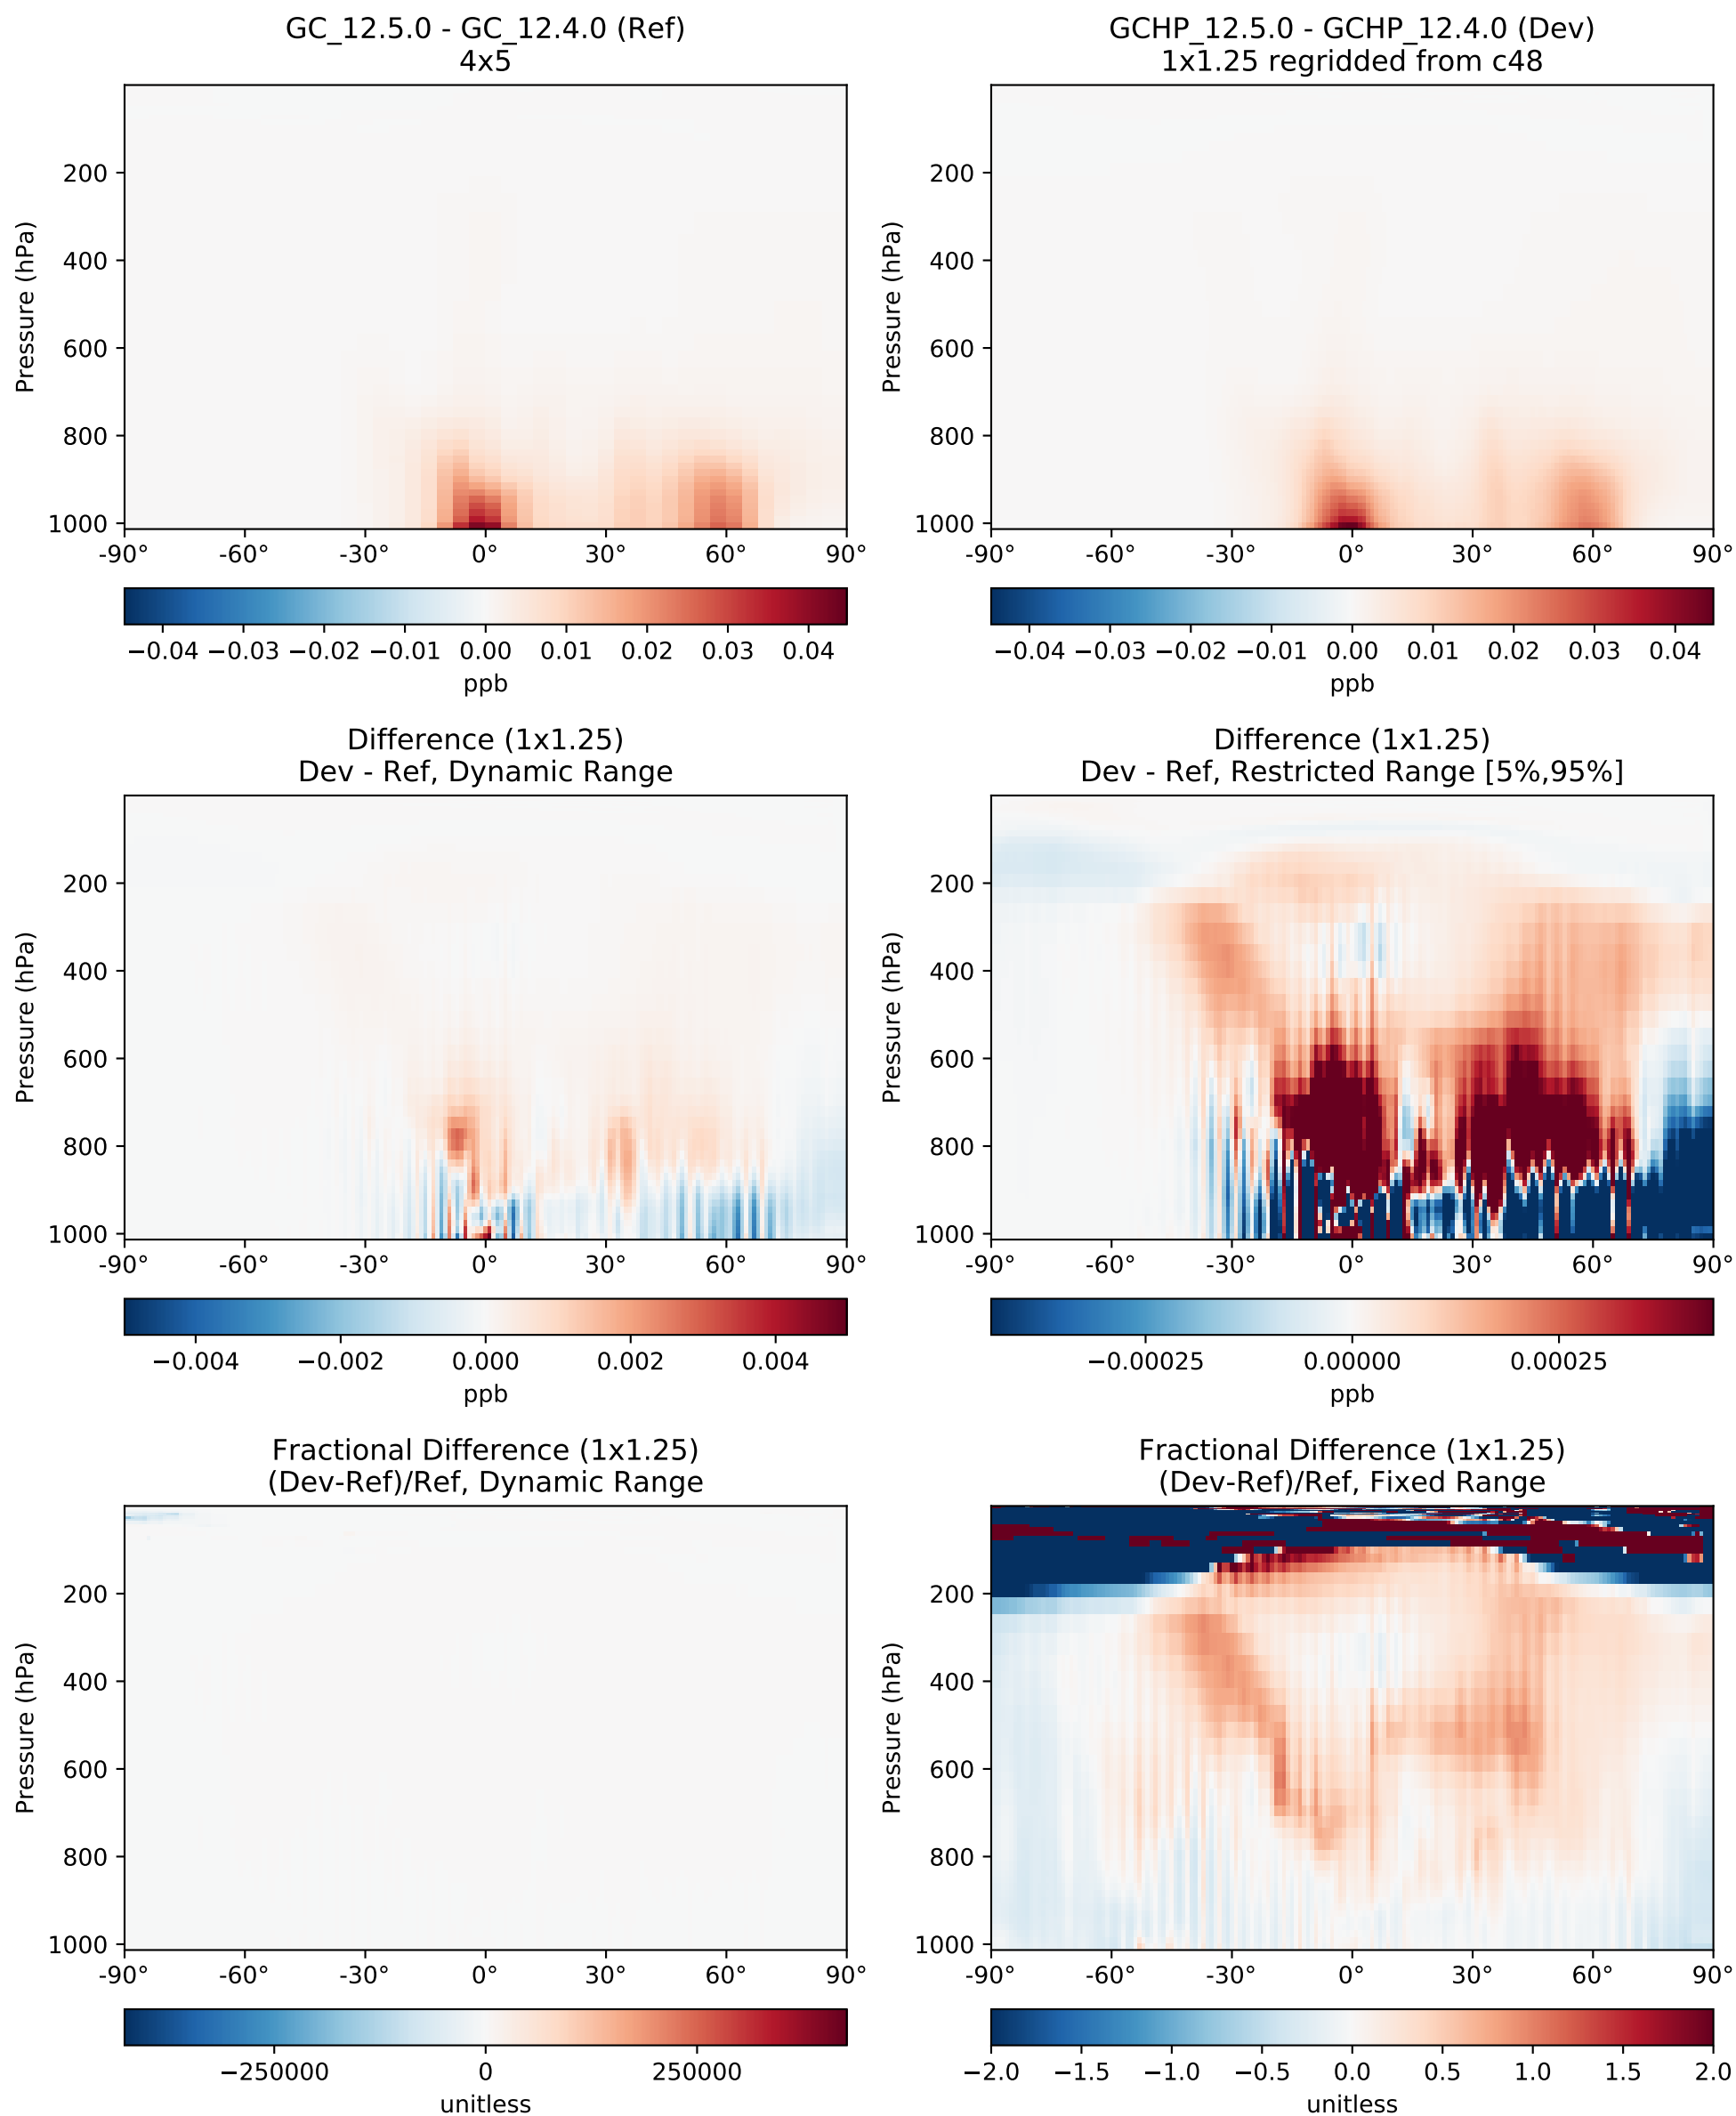 GC_12.5.0 - GC_12.4.0 (Ref)
4x5
Pressure (hPa)
200
400
600
800
1000
-90° -60° -30° 0° 30° 60° 90°
−0.04 −0.03 −0.02 −0.01 0.00 0.01 0.02 0.03 0.04
ppb
GCHP_12.5.0 - GCHP_12.4.0 (Dev)
1x1.25 regridded from c48
Pressure (hPa)
200
400
600
800
1000
-90° -60° -30° 0° 30° 60° 90°
−0.04 −0.03 −0.02 −0.01 0.00 0.01 0.02 0.03 0.04
ppb
Difference (1x1.25)
Dev - Ref, Dynamic Range
Pressure (hPa)
200
400
600
800
1000
-90° -60° -30° 0° 30° 60° 90°
−0.004 −0.002 0.000 0.002 0.004
ppb
Difference (1x1.25)
Dev - Ref, Restricted Range [5%,95%]
Pressure (hPa)
200
400
600
800
1000
-90° -60° -30° 0° 30° 60° 90°
−0.00025 0.00000 0.00025
ppb
Fractional Difference (1x1.25)
(Dev-Ref)/Ref, Dynamic Range
Pressure (hPa)
200
400
600
800
1000
-90° -60° -30° 0° 30° 60° 90°
−250000 0 250000
unitless
Fractional Difference (1x1.25)
(Dev-Ref)/Ref, Fixed Range
Pressure (hPa)
200
400
600
800
1000
-90° -60° -30° 0° 30° 60° 90°
−2.0 −1.5 −1.0 −0.5 0.0 0.5 1.0 1.5 2.0
unitless